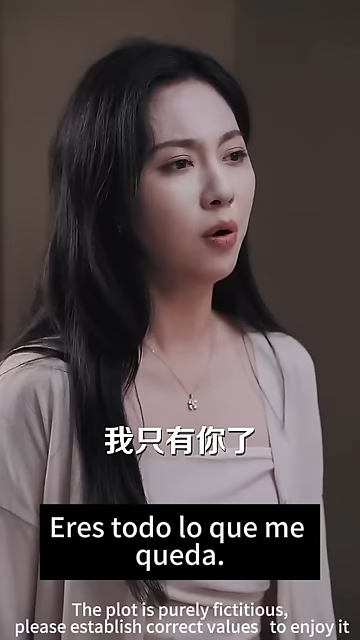 我只有你了
Eres todo lo que me
queda.
The plot is purely fictitious,
please establish correct values to enjoy it